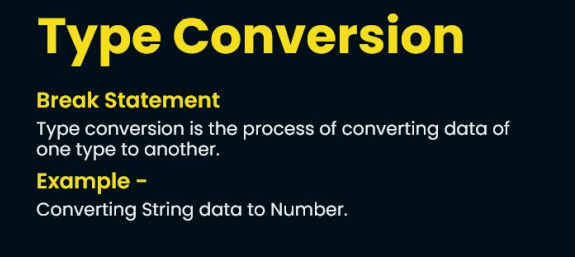 Type Conversion
Break Statement
Type conversion is the process of converting data of
one type to another.
Example -
Converting String data to Number.